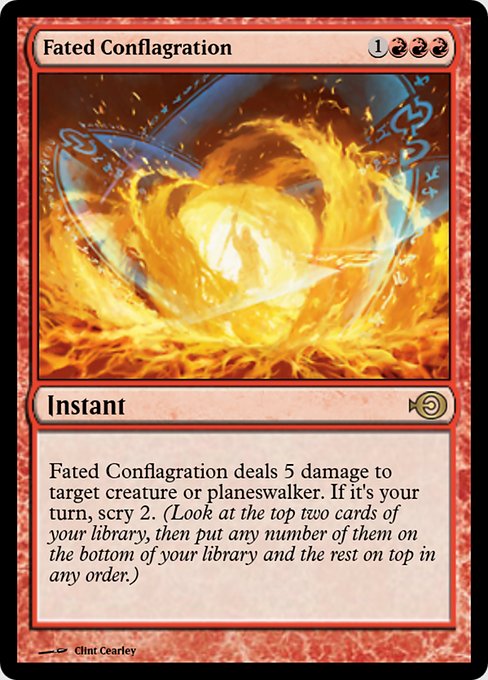 Fated Conflagration 1
Instant
Fated Conflagration deals 5 damage to
target creature or planeswalker. If it's your
turn, scry 2. (Look at the top two cards of
your library, then put any number of them on
the bottom of your library and the rest on top in
any order.)
Clint Cearley